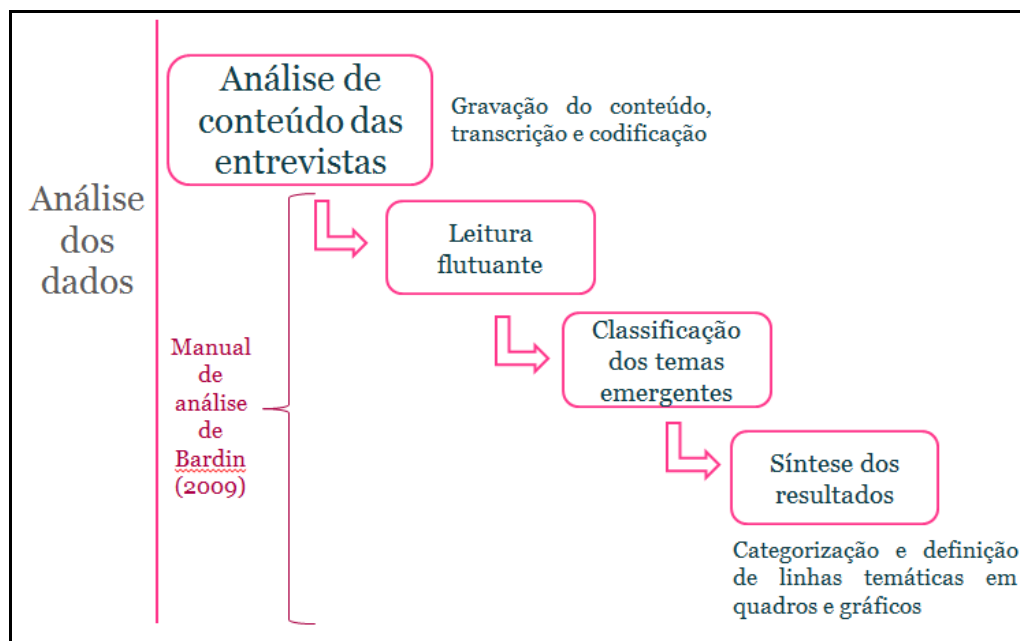 Análise
dos
dados
Análise de
conteúdo das
entrevistas
Gravação do conteúdo,
transcrição e codificação
Manual
de
análise
de
Bardin
(2009)
Leitura
flutuante
Classificação
dos temas
emergentes
Síntese dos
resultados
Categorização e definição
de linhas temáticas em
quadros e gráficos